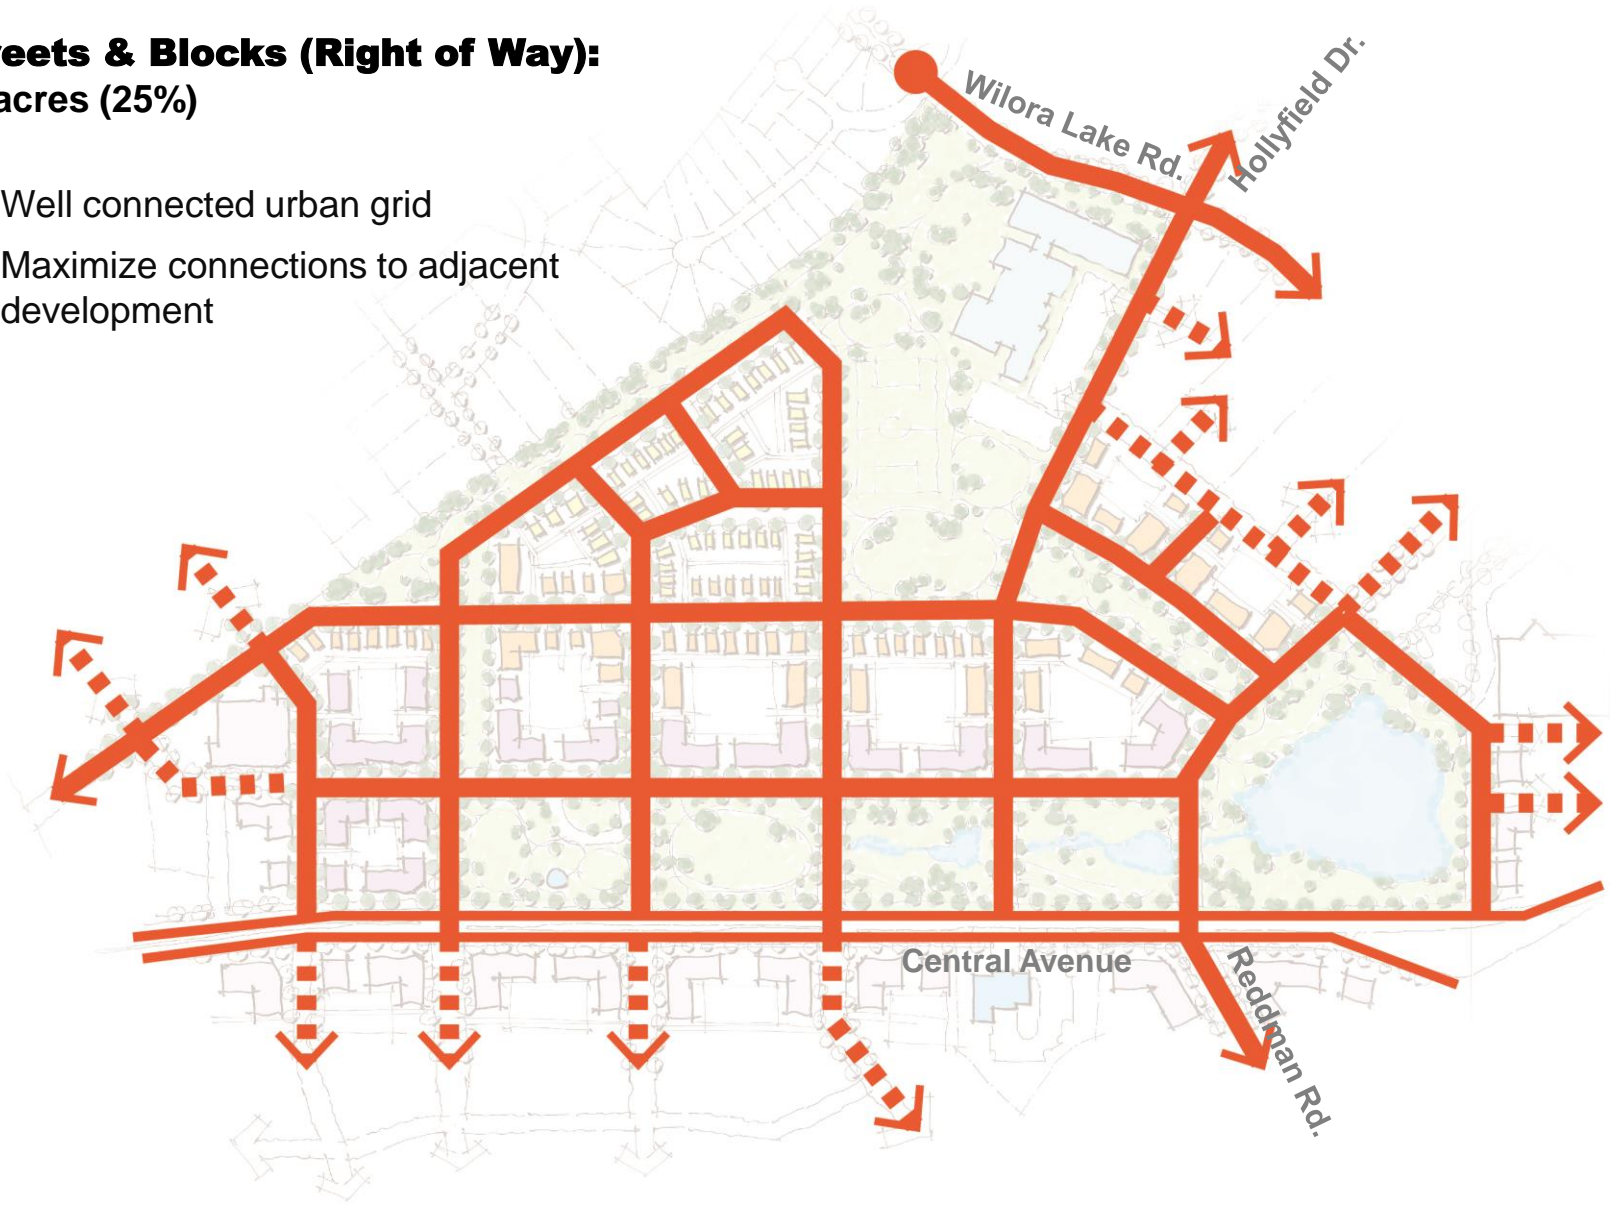 reets & Blocks (Right of Way):
acres (25%)
Well connected urban grid
Maximize connections to adjacent
development
Wilora Lake Rd.
Hollyfield Dr.
Central Avenue
Reddman Rd.